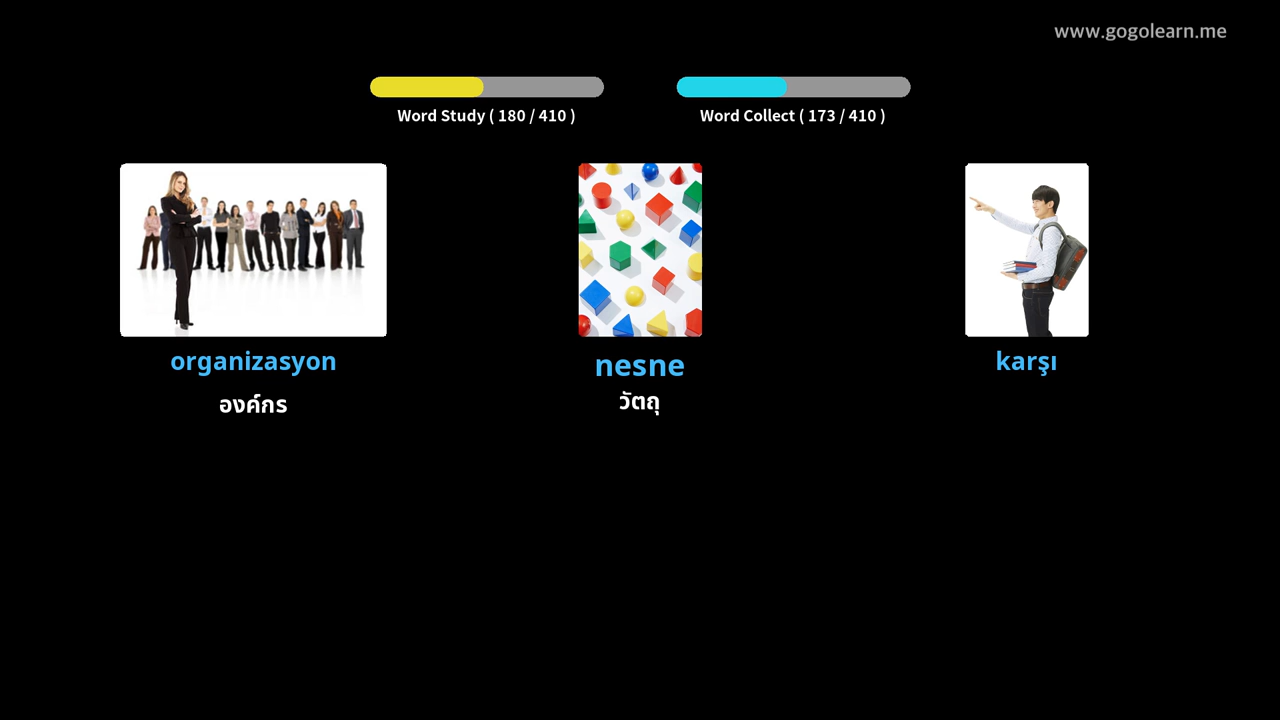 www.gogolearn.me
Word Study ( 180 / 410 )
Word Collect ( 173 / 410 )
organizasyon
องค์กร
nesne
วัตถุ
karşı